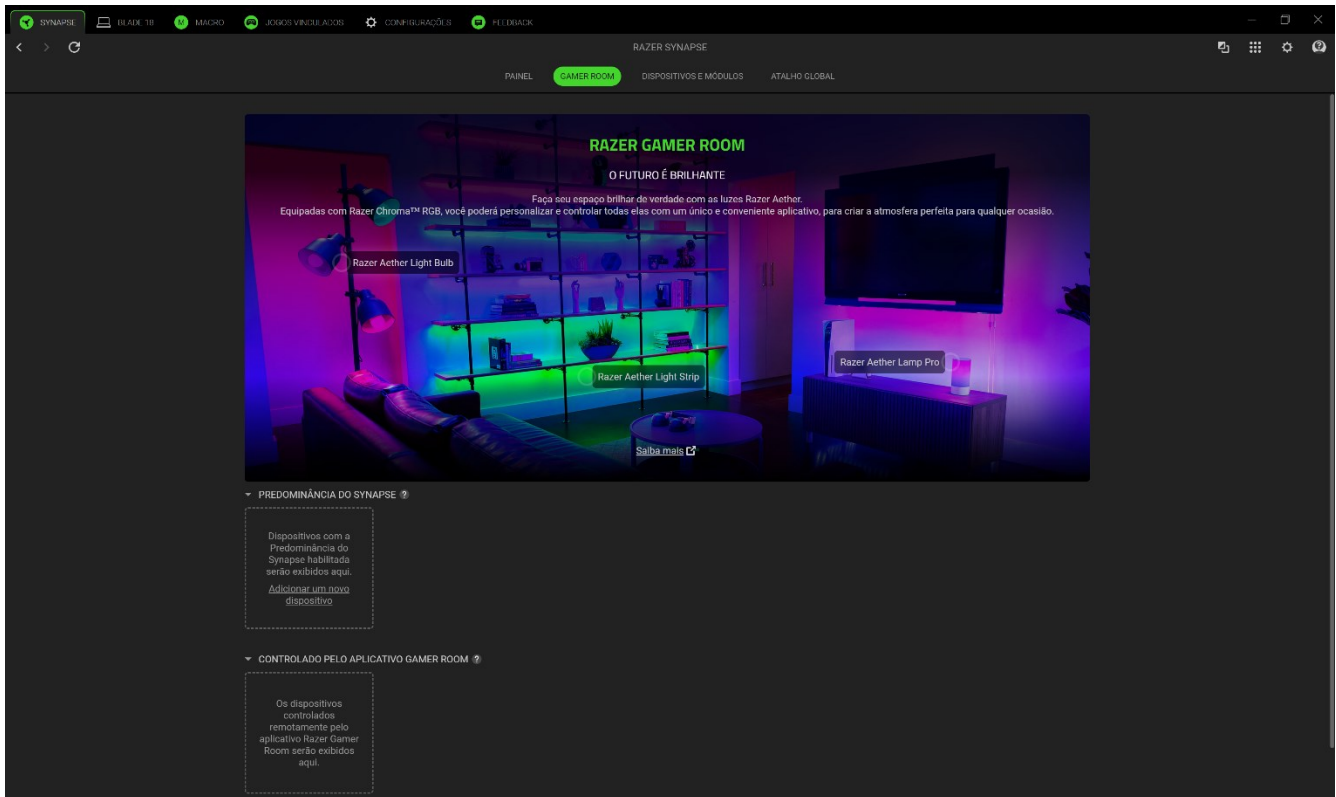 SYNAPSE
BLADE 18
M
MACRO
JOGOS VINCULADOS
CONFIGURAÇÕES
FEEDBACK
RAZER SYNAPSE
PAINEL
GAMER ROOM
DISPOSITIVOS E MÓDULOS
ATALHO GLOBAL
RAZER GAMER ROOM
O FUTURO É BRILHANTE
Faça seu espaço brilhar de verdade com as luzes Razer Aether.
Equipadas com Razer Chroma™ RGB, você poderá personalizar e controlar todas elas com um único e conveniente aplicativo, para criar a atmosfera perfeita para qualquer ocasião.
Razer Aether Light Bulb
Razer Aether Lamp Pro
Razer Aether Light Strip
Saiba mais
PREDOMINÂNCIA DO SYNAPSE ?
Dispositivos com a
Predominância do
Synapse habilitada
serão exibidos aqui.
Adicionar um novo
dispositivo
CONTROLADO PELO APLICATIVO GAMER ROOM ?
Os dispositivos
controlados
remotamente pelo
aplicativo Razer Gamer
Room serão exibidos
aqui.